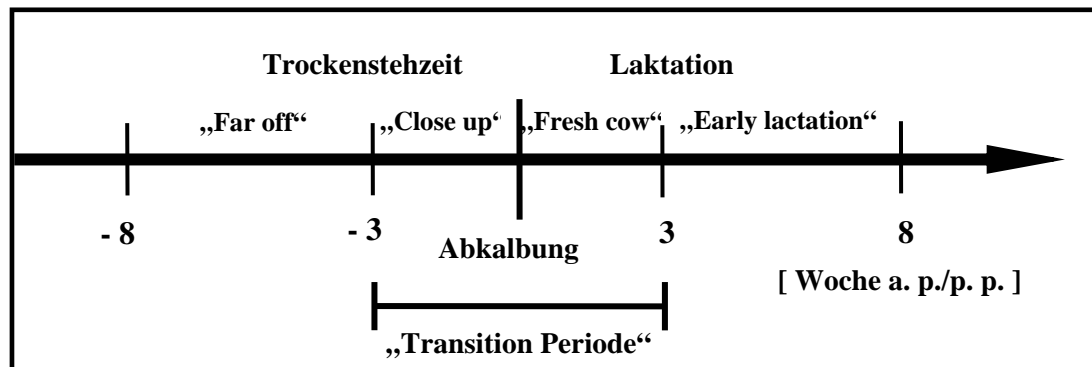 Trockenstehzeit Laktation
„Far off“ „Close up“ „Fresh cow“ „Early lactation“
- 8 - 3 Abkalbung 3 8
[ Woche a. p./p. p. ]
„Transition Periode“